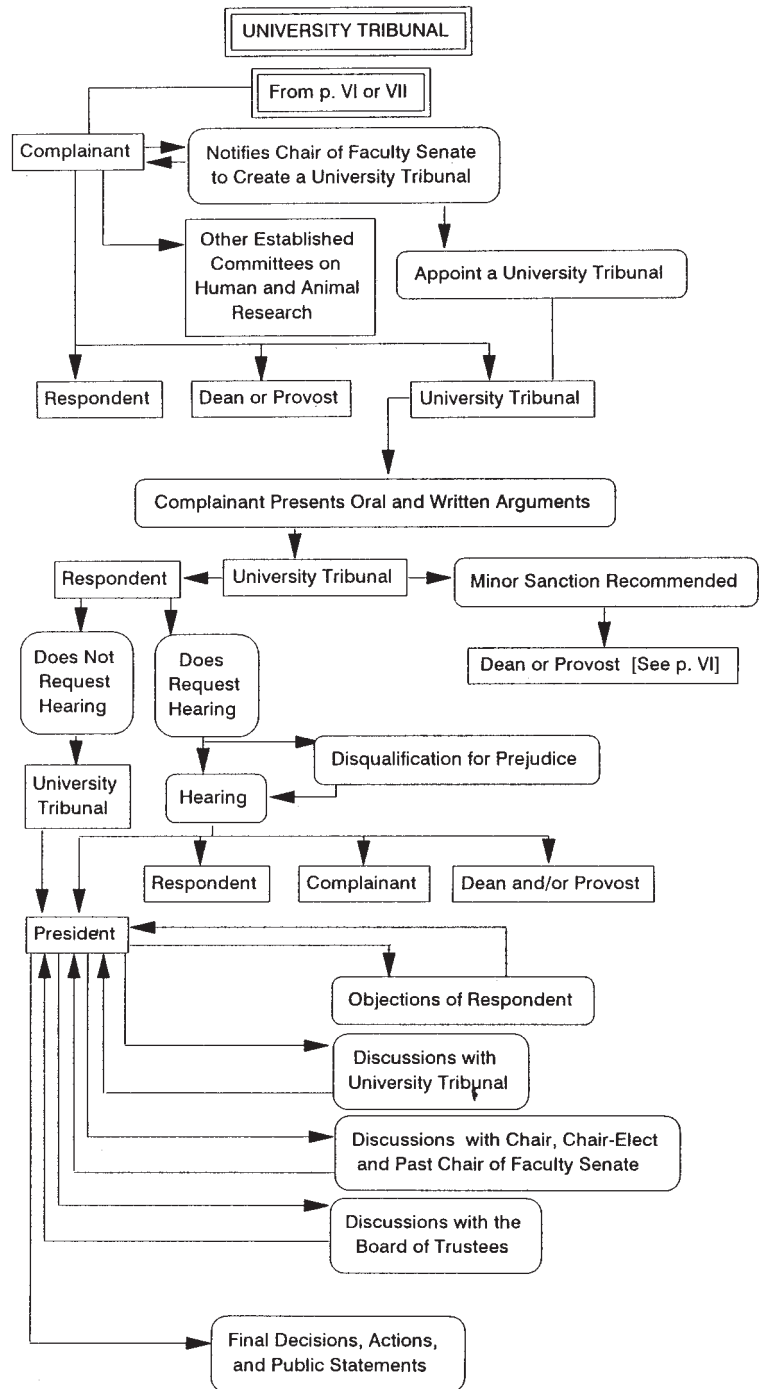 UNIVERSITY TRIBUNAL
From p. VI or VII
Complainant
Notifies Chair of Faculty Senate
to Create a University Tribunal
Other Established
Committees on
Human and Animal
Research
Appoint a University Tribunal
Respondent
Dean or Provost
University Tribunal
Complainant Presents Oral and Written Arguments
Respondent
University Tribunal
Minor Sanction Recommended
Does Not
Request
Hearing
Does
Request
Hearing
Dean or Provost [See p. VI]
Disqualification for Prejudice
University
Tribunal
Hearing
Respondent
Complainant
Dean and/or Provost
President
Objections of Respondent
Discussions with
University Tribunal
Discussions with Chair, Chair-Elect
and Past Chair of Faculty Senate
Discussions with the
Board of Trustees
Final Decisions, Actions,
and Public Statements